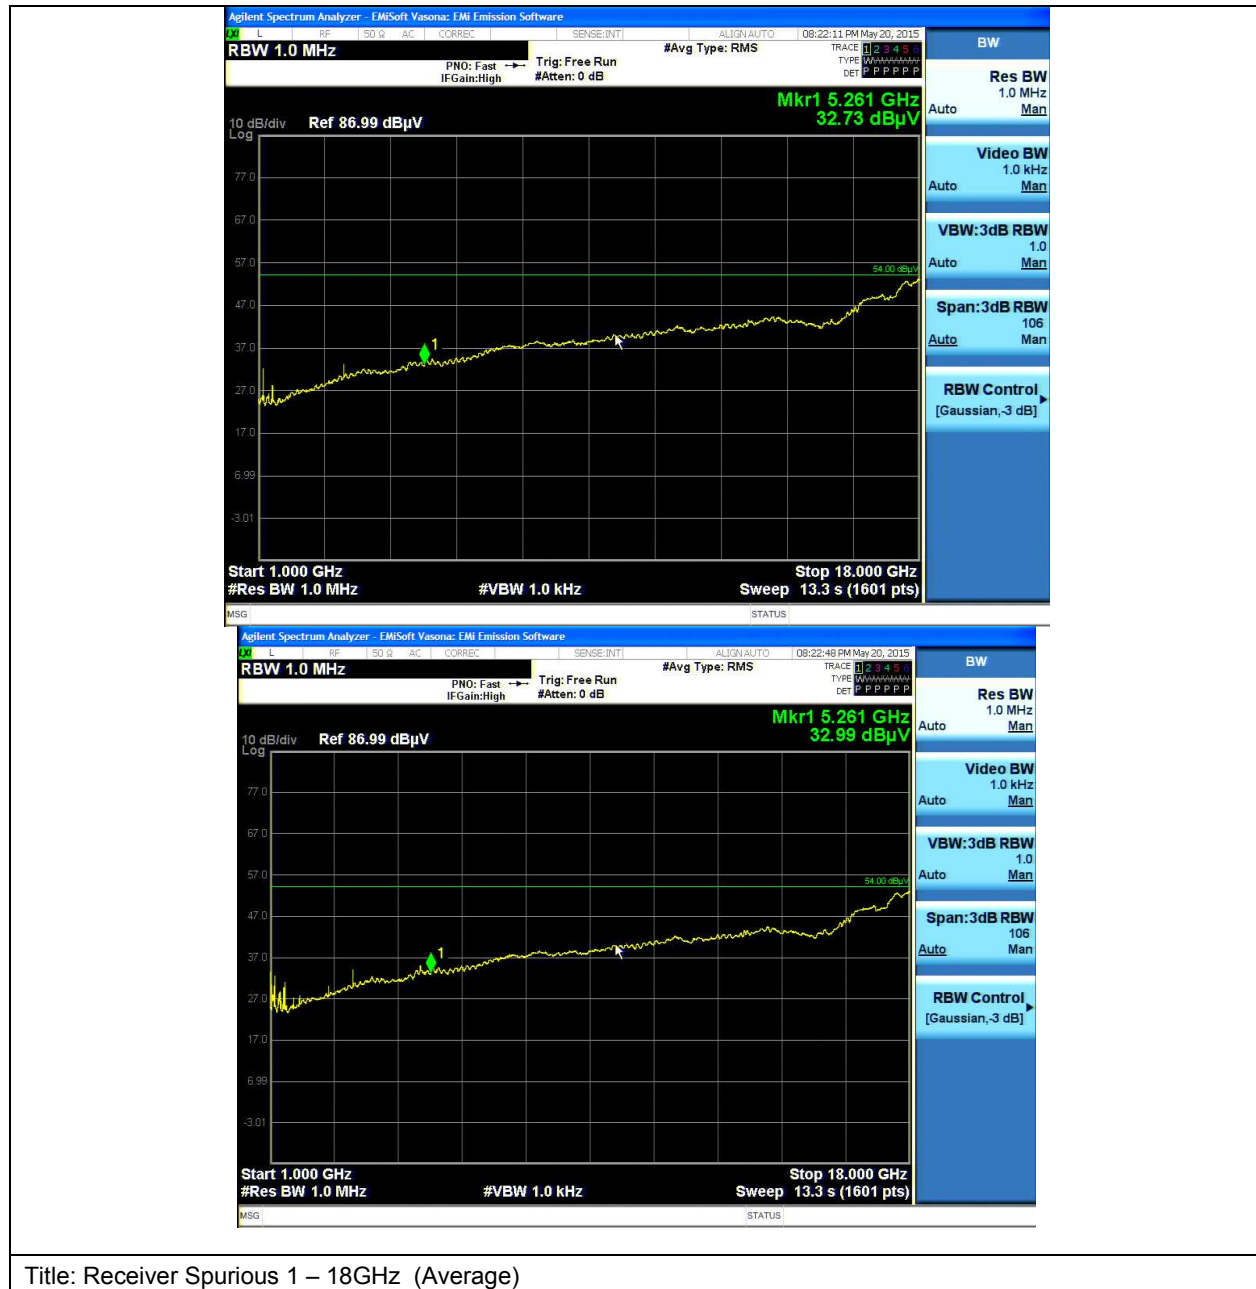 Agilent Spectrum Analyzer - EMiSoft Vasona: EMi Emission Software
LXI L RF 50 Ω AC CORREC SENSE:INT ALIGN AUTO 08:22:11 PM May 20, 2015
RBW 1.0 MHz
PNO: Fast
IFGain:High
Trig: Free Run
#Atten: 0 dB
#Avg Type: RMS
TRACE 1 2 3 4 5 6
TYPE W
DET P P P P P P
Mkr1 5.261 GHz
32.73 dBµV
10 dB/div Ref 86.99 dBµV
Log
77.0
67.0
57.0
54.00 dBµV
47.0
37.0
1
27.0
17.0
6.99
-3.01
Start 1.000 GHz Stop 18.000 GHz
#Res BW 1.0 MHz #VBW 1.0 kHz Sweep 13.3 s (1601 pts)
MSG STATUS
BW
Res BW
1.0 MHz
Auto Man
Video BW
1.0 kHz
Auto Man
VBW:3dB RBW
1.0
Auto Man
Span:3dB RBW
106
Auto Man
RBW Control
[Gaussian,-3 dB]
Agilent Spectrum Analyzer - EMiSoft Vasona: EMi Emission Software
LXI L RF 50 Ω AC CORREC SENSE:INT ALIGN AUTO 08:22:48 PM May 20, 2015
RBW 1.0 MHz
PNO: Fast
IFGain:High
Trig: Free Run
#Atten: 0 dB
#Avg Type: RMS
TRACE 1 2 3 4 5 6
TYPE W
DET P P P P P P
Mkr1 5.261 GHz
32.99 dBµV
10 dB/div Ref 86.99 dBµV
Log
77.0
67.0
57.0
54.00 dBµV
47.0
37.0
1
27.0
17.0
6.99
-3.01
Start 1.000 GHz Stop 18.000 GHz
#Res BW 1.0 MHz #VBW 1.0 kHz Sweep 13.3 s (1601 pts)
MSG STATUS
BW
Res BW
1.0 MHz
Auto Man
Video BW
1.0 kHz
Auto Man
VBW:3dB RBW
1.0
Auto Man
Span:3dB RBW
106
Auto Man
RBW Control
[Gaussian,-3 dB]
Title: Receiver Spurious 1 – 18GHz (Average)